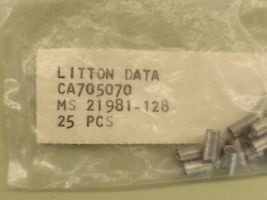 LITTON DATA
CA705070
MS 21981-128
25 PCS